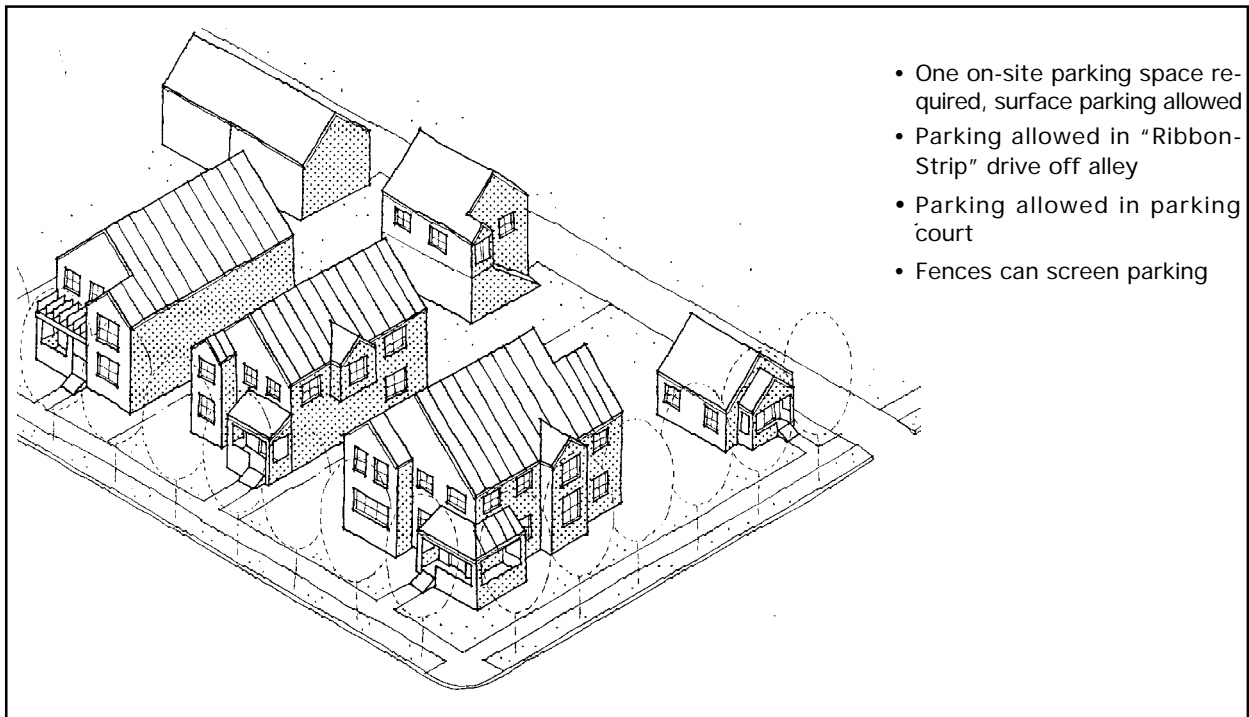 • One on-site parking space re-
quired, surface parking allowed
• Parking allowed in “Ribbon-
Strip” drive off alley
• Parking allowed in parking
court
• Fences can screen parking